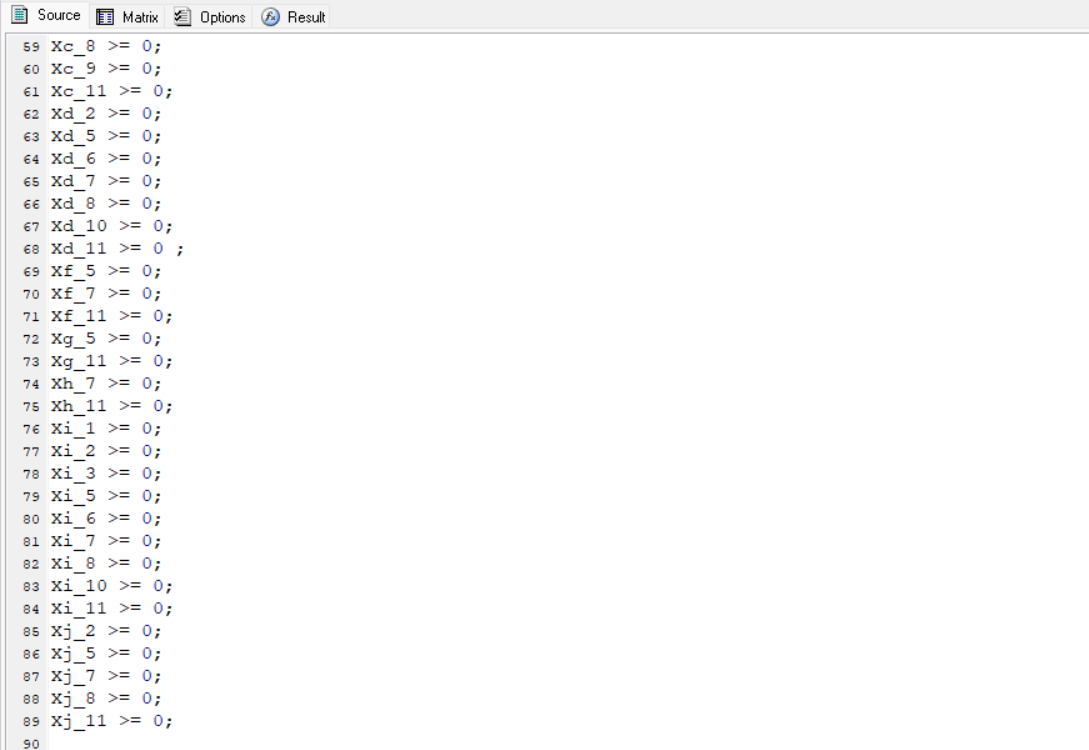 Source Matrix Options Result
59 Xc_8 >= 0;
60 Xc_9 >= 0;
61 Xc_11 >= 0;
62 Xd_2 >= 0;
63 Xd_5 >= 0;
64 Xd_6 >= 0;
65 Xd_7 >= 0;
66 Xd_8 >= 0;
67 Xd_10 >= 0;
68 Xd_11 >= 0 ;
69 Xf_5 >= 0;
70 Xf_7 >= 0;
71 Xf_11 >= 0;
72 Xg_5 >= 0;
73 Xg_11 >= 0;
74 Xh_7 >= 0;
75 Xh_11 >= 0;
76 Xi_1 >= 0;
77 Xi_2 >= 0;
78 Xi_3 >= 0;
79 Xi_5 >= 0;
80 Xi_6 >= 0;
81 Xi_7 >= 0;
82 Xi_8 >= 0;
83 Xi_10 >= 0;
84 Xi_11 >= 0;
85 Xj_2 >= 0;
86 Xj_5 >= 0;
87 Xj_7 >= 0;
88 Xj_8 >= 0;
89 Xj_11 >= 0;
90